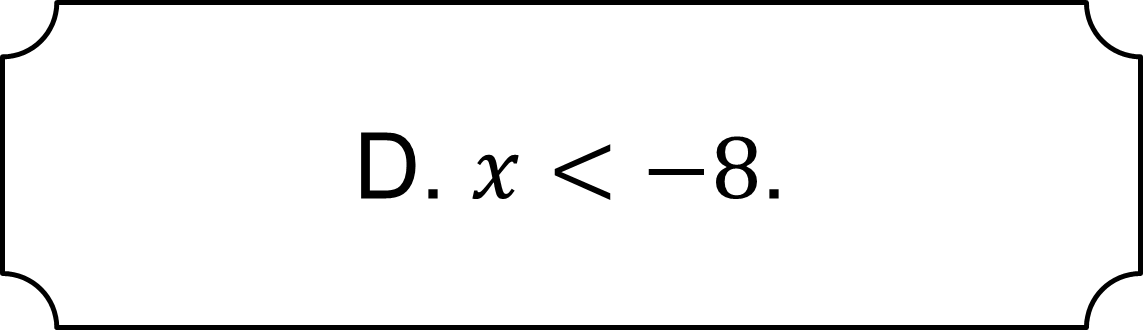 D. 𝑥 < −8.